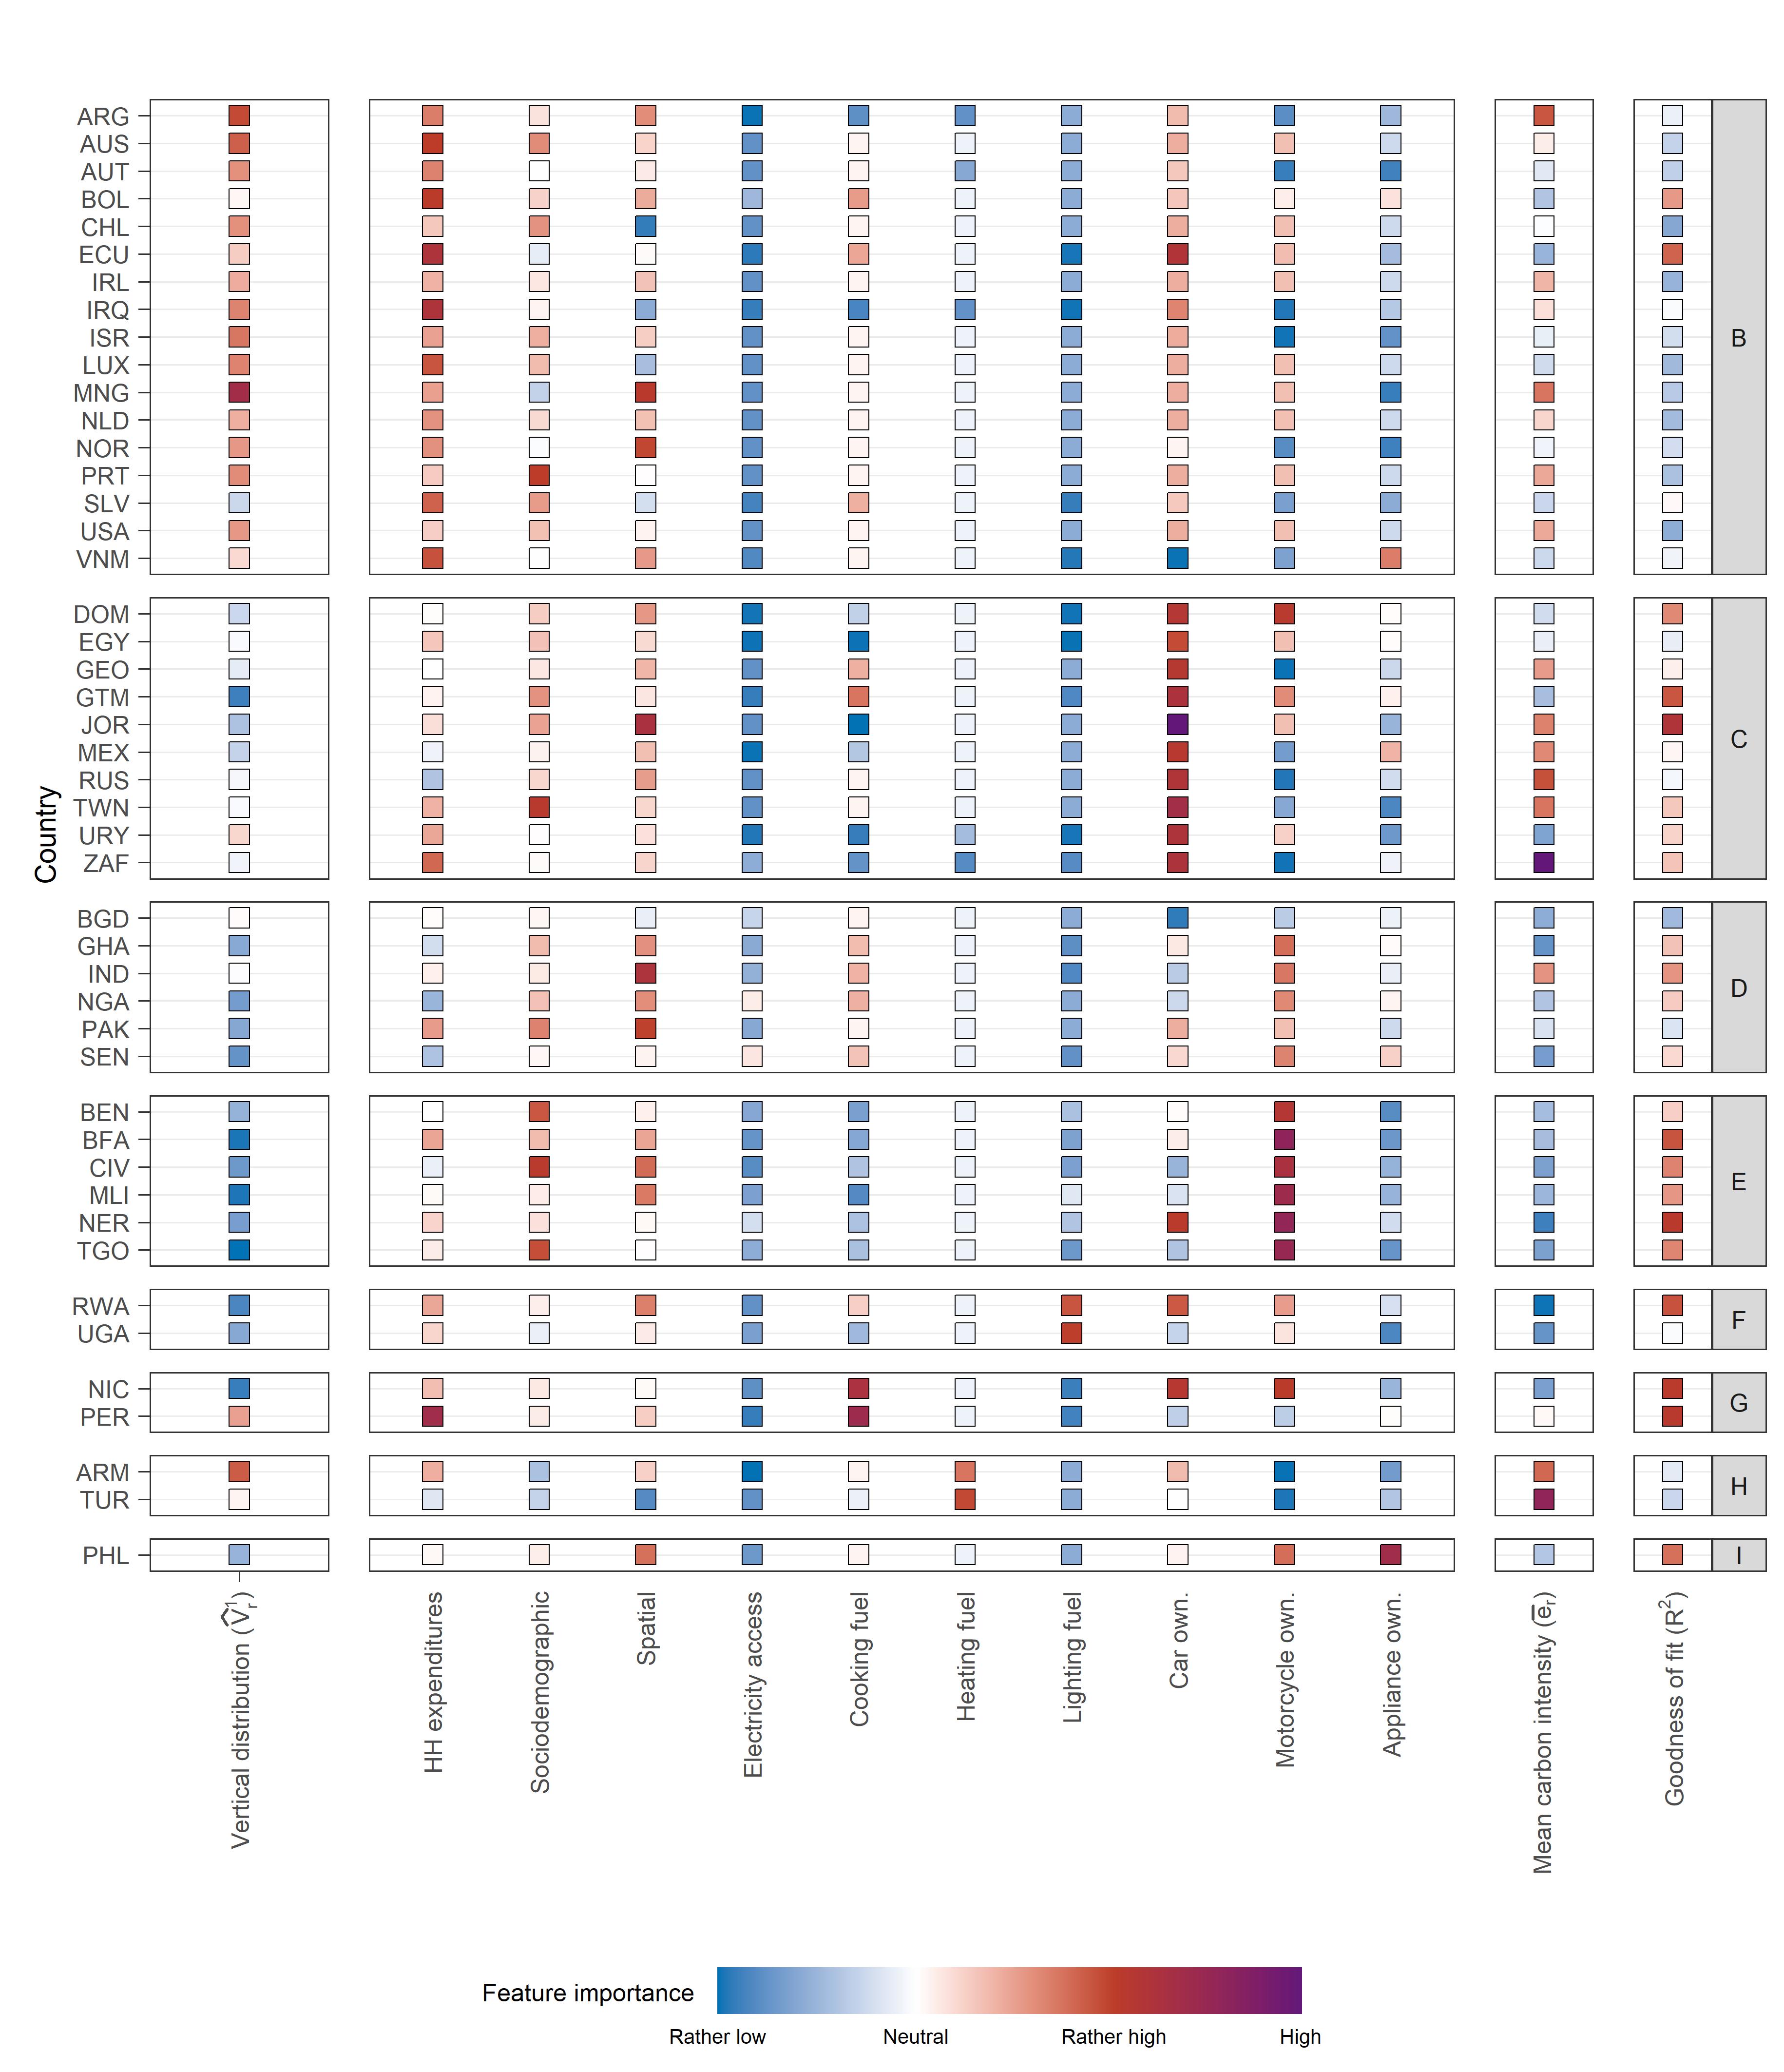 ARG
AUS
AUT
BOL
CHL
ECU
IRL
IRQ
ISR
LUX
MNG
NLD
NOR
PRT
SLV
USA
VNM
B
DOM
EGY
GEO
GTM
JOR
MEX
RUS
TWN
URY
ZAF
C
Country
BGD
GHA
IND
NGA
PAK
SEN
D
BEN
BFA
CIV
MLI
NER
TGO
E
RWA
UGA
F
NIC
PER
G
ARM
TUR
H
PHL
I
Vertical distribution (V̂¹ᵣ)
HH expenditures
Sociodemographic
Spatial
Electricity access
Cooking fuel
Heating fuel
Lighting fuel
Car own.
Motorcycle own.
Appliance own.
Mean carbon intensity (e̅ᵣ)
Goodness of fit (R²)
Feature importance
Rather low Neutral Rather high High